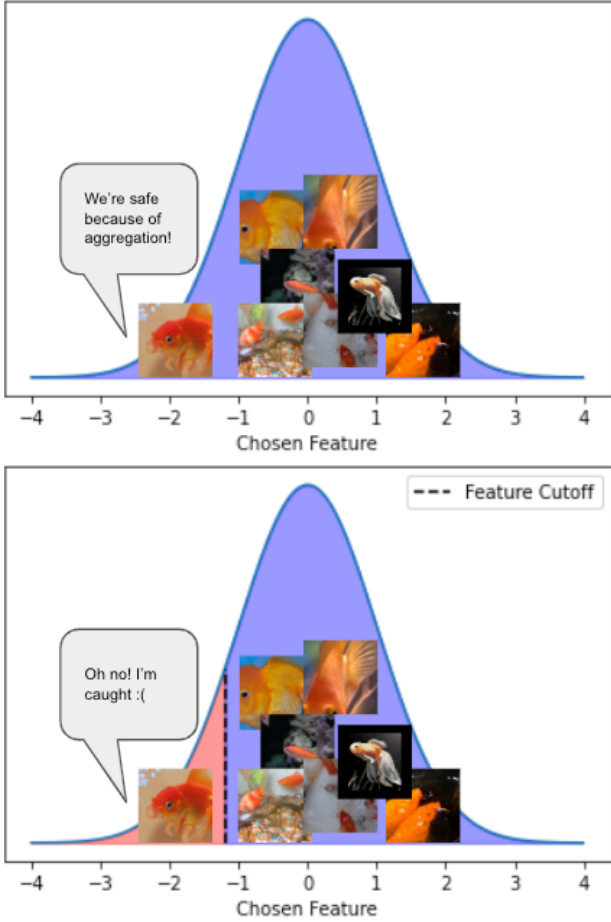 We're safe
because of
aggregation!
−4 −3 −2 −1 0 1 2 3 4
Chosen Feature
Feature Cutoff
Oh no! I'm
caught :(
−4 −3 −2 −1 0 1 2 3 4
Chosen Feature